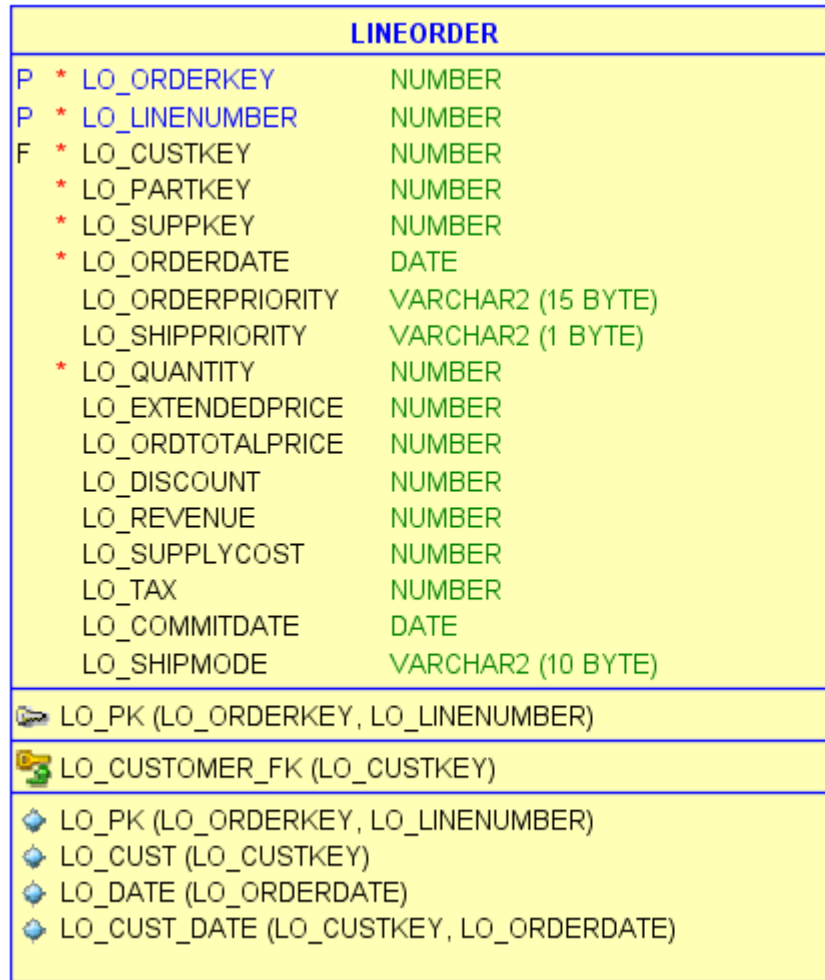 LINEORDER
P * LO_ORDERKEY NUMBER
P * LO_LINENUMBER NUMBER
F * LO_CUSTKEY NUMBER
* LO_PARTKEY NUMBER
* LO_SUPPKEY NUMBER
* LO_ORDERDATE DATE
LO_ORDERPRIORITY VARCHAR2 (15 BYTE)
LO_SHIPPRIORITY VARCHAR2 (1 BYTE)
* LO_QUANTITY NUMBER
LO_EXTENDEDPRICE NUMBER
LO_ORDTOTALPRICE NUMBER
LO_DISCOUNT NUMBER
LO_REVENUE NUMBER
LO_SUPPLYCOST NUMBER
LO_TAX NUMBER
LO_COMMITDATE DATE
LO_SHIPMODE VARCHAR2 (10 BYTE)
LO_PK (LO_ORDERKEY, LO_LINENUMBER)
LO_CUSTOMER_FK (LO_CUSTKEY)
LO_PK (LO_ORDERKEY, LO_LINENUMBER)
LO_CUST (LO_CUSTKEY)
LO_DATE (LO_ORDERDATE)
LO_CUST_DATE (LO_CUSTKEY, LO_ORDERDATE)